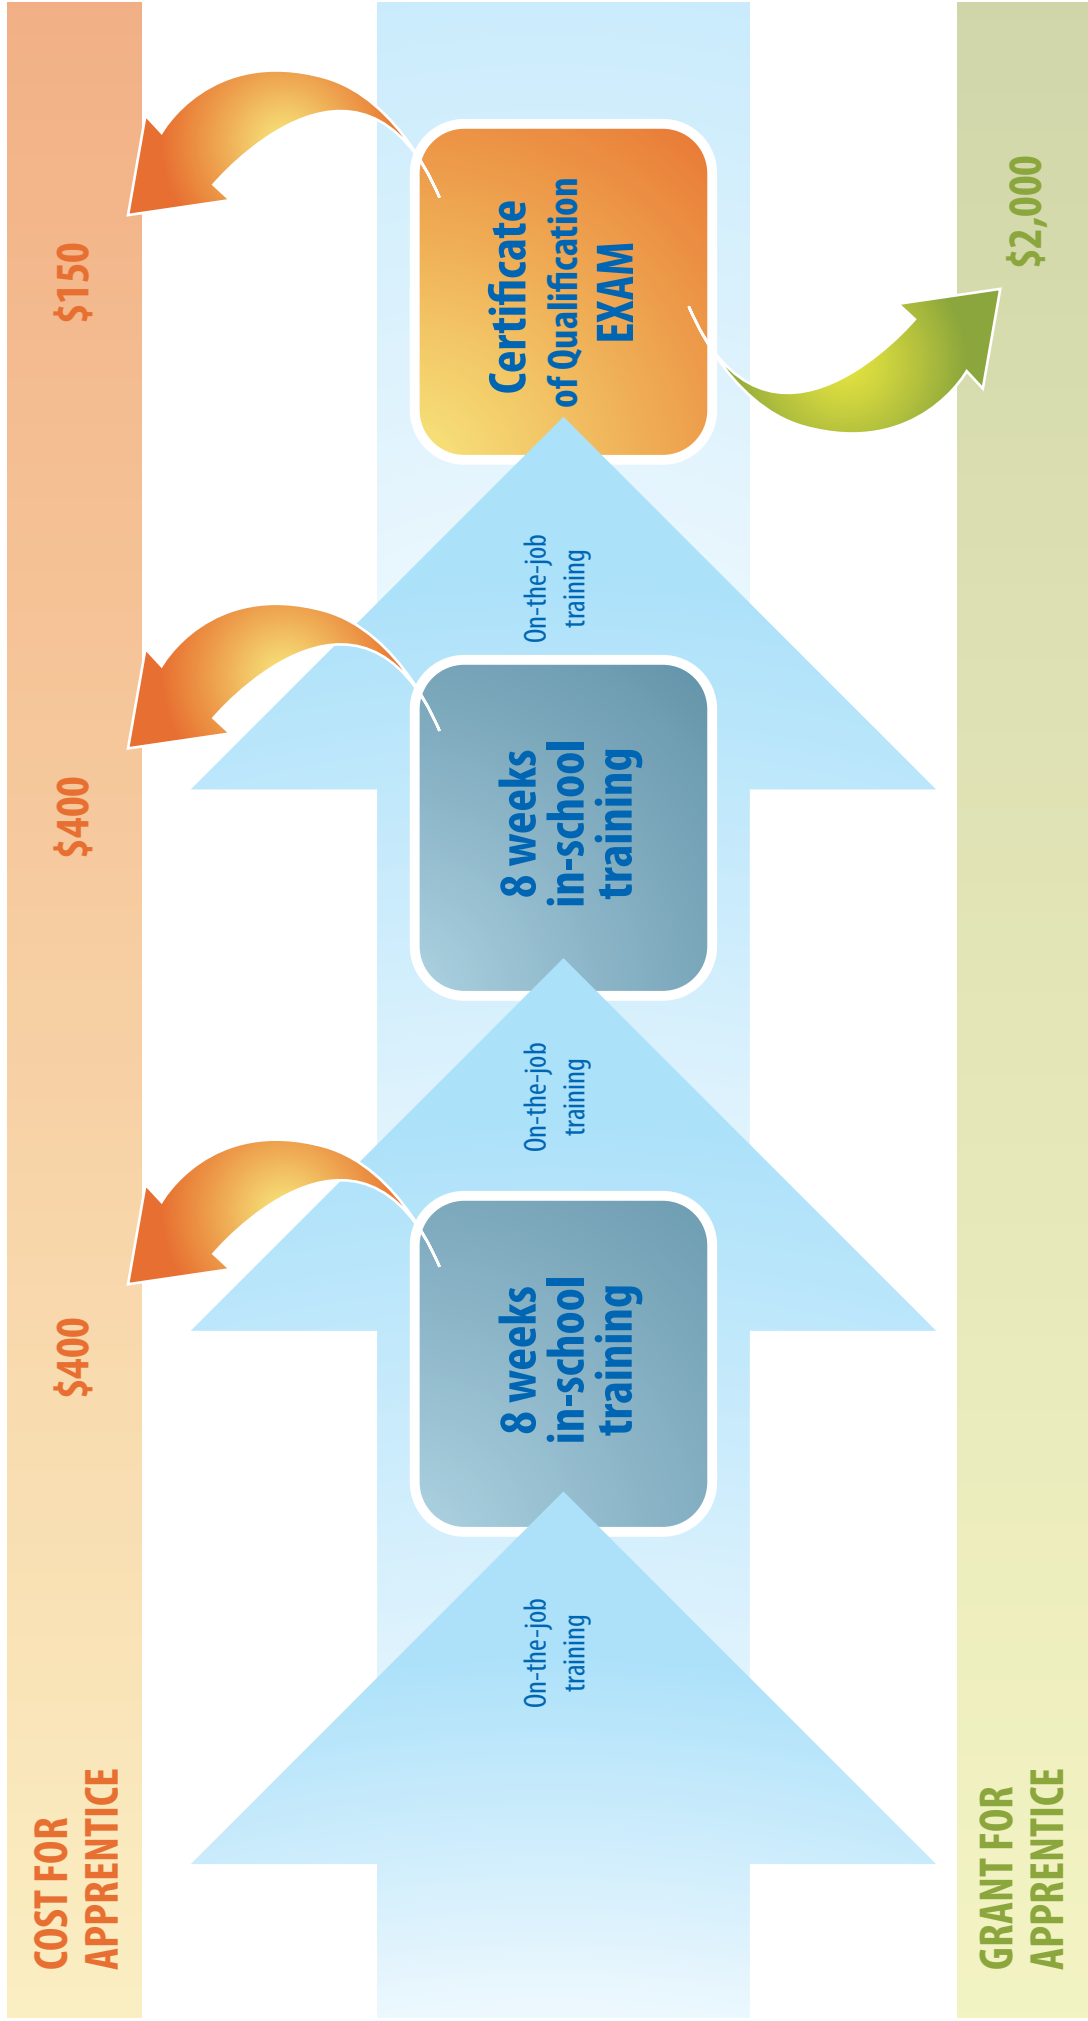 COST FOR
APPRENTICE
$400
$400
$150
On-the-job
training
8 weeks
in-school
training
On-the-job
training
8 weeks
in-school
training
On-the-job
training
Certificate
of Qualification
EXAM
GRANT FOR
APPRENTICE
$2,000